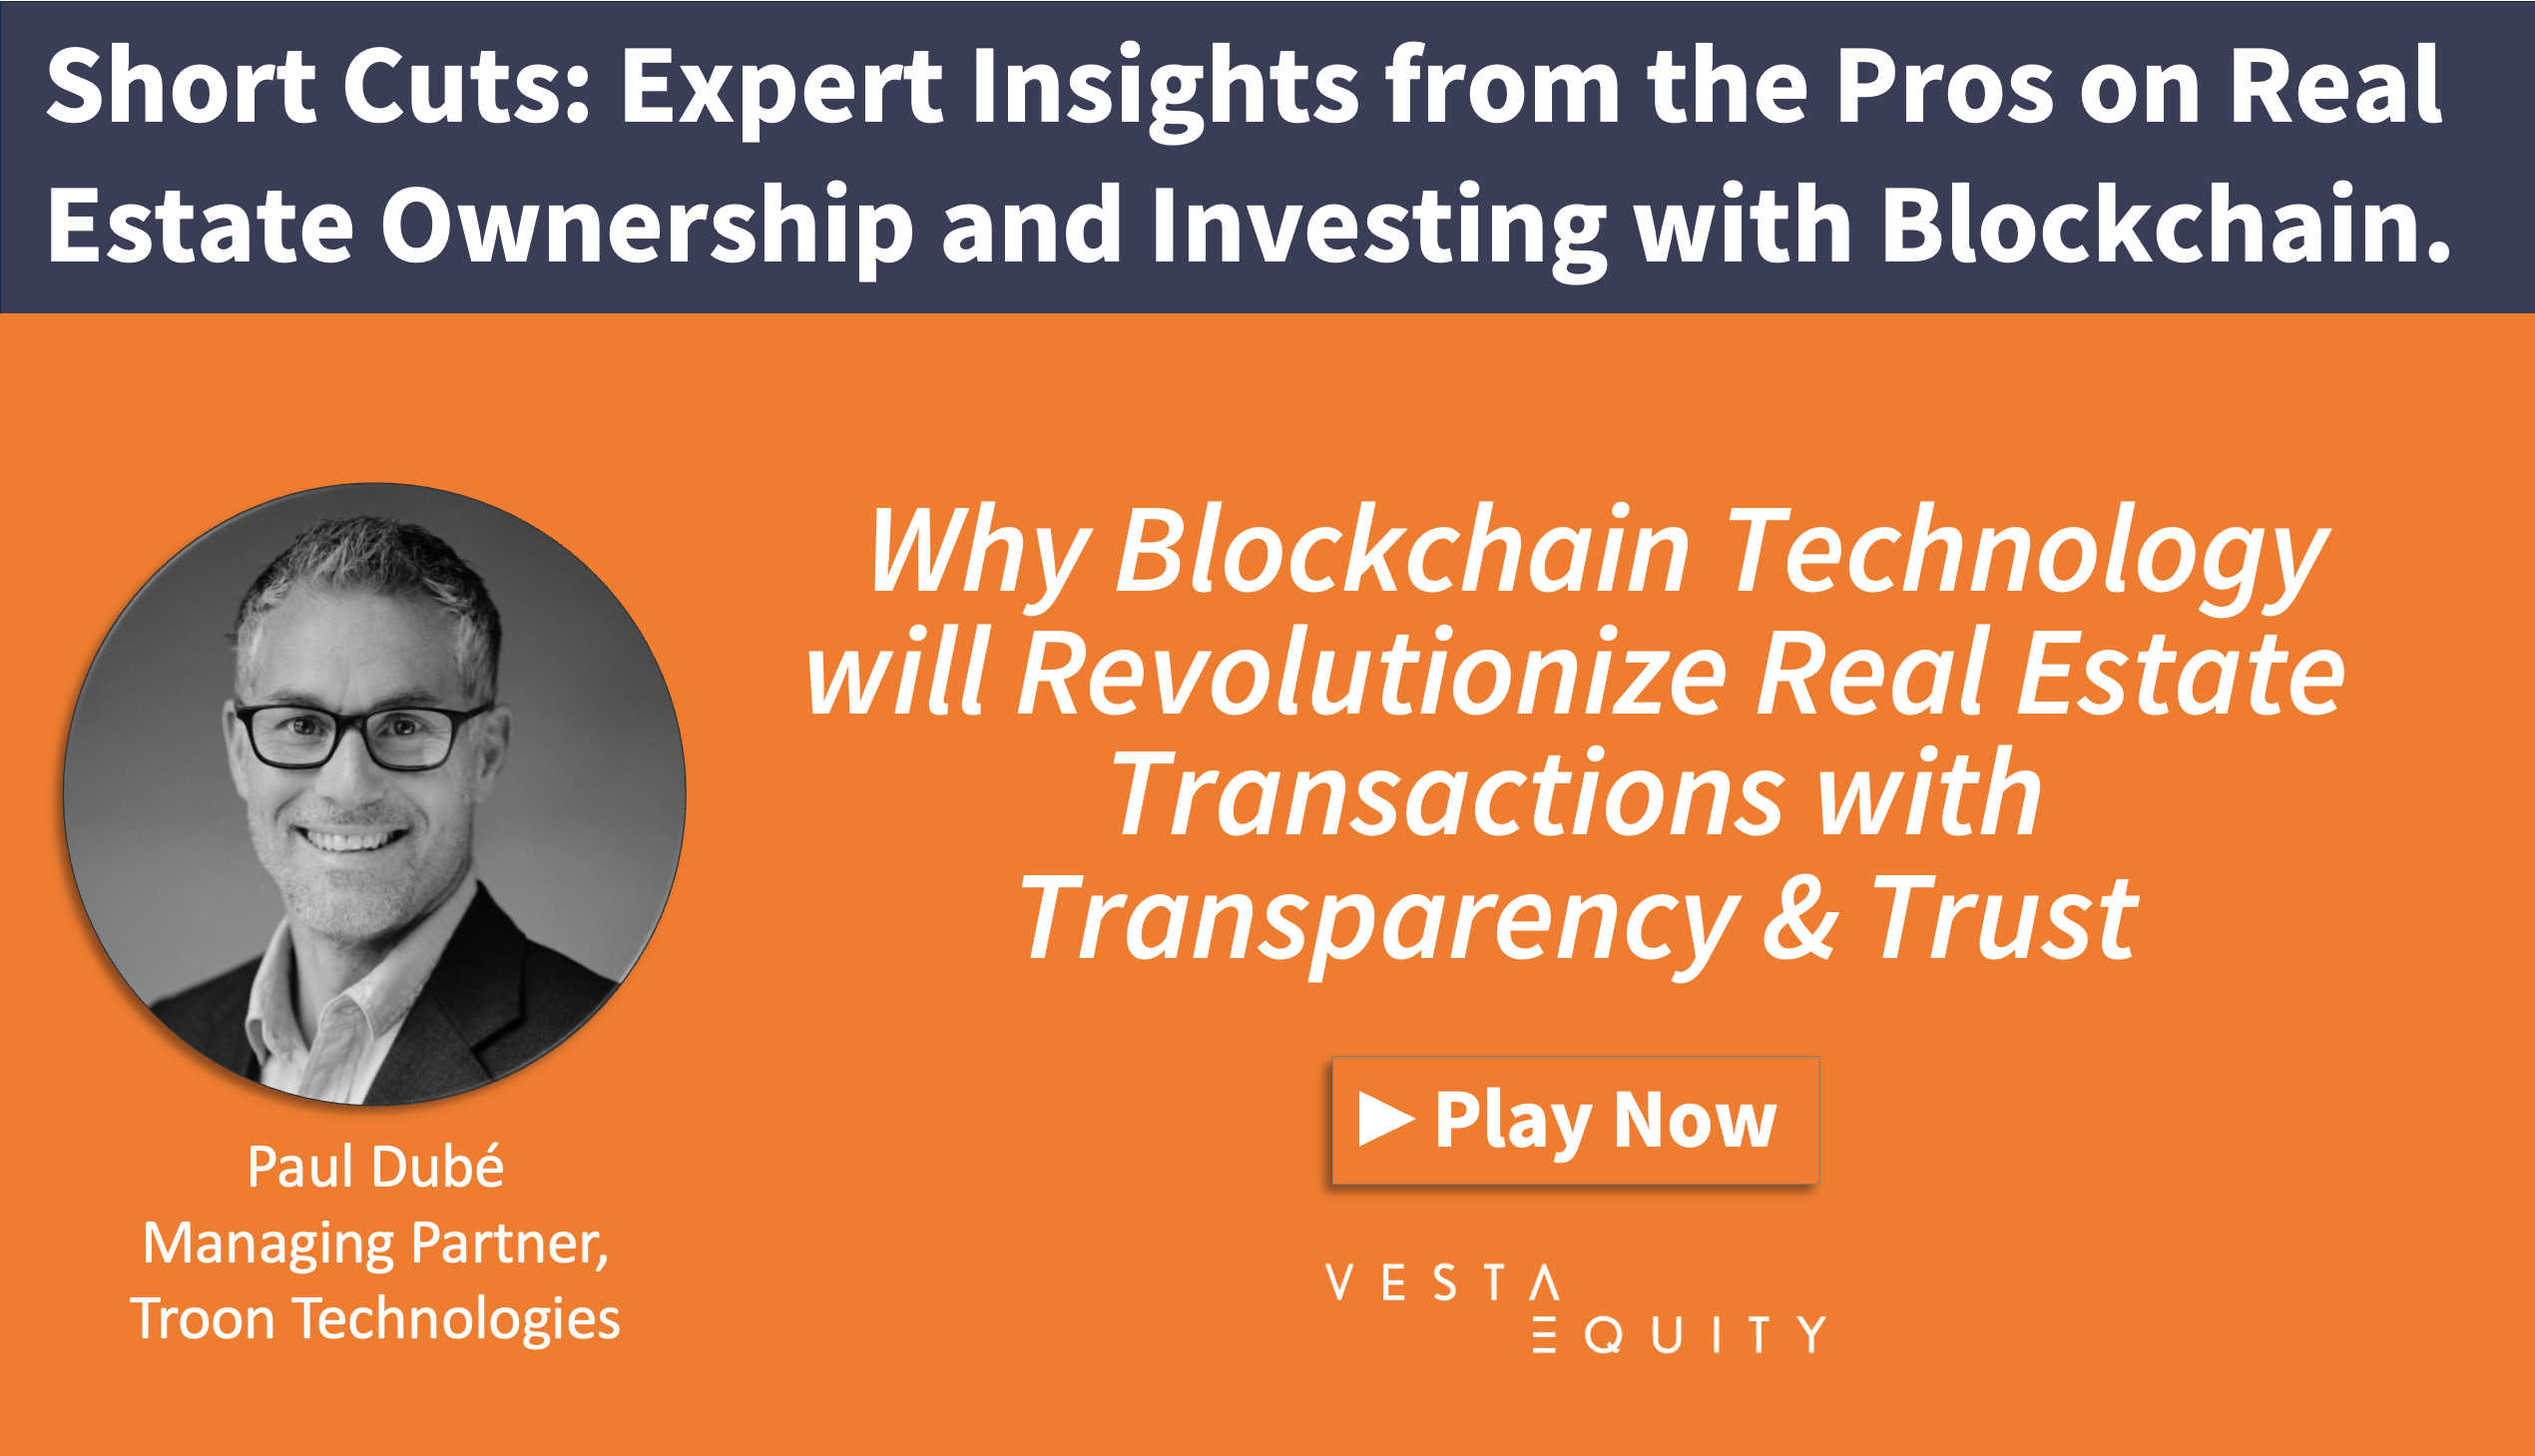 Short Cuts: Expert Insights from the Pros on Real
Estate Ownership and Investing with Blockchain.
Why Blockchain Technology
will Revolutionize Real Estate
Transactions with
Transparency & Trust
Play Now
Paul Dubé
Managing Partner,
Troon Technologies
VESTA
EQUITY